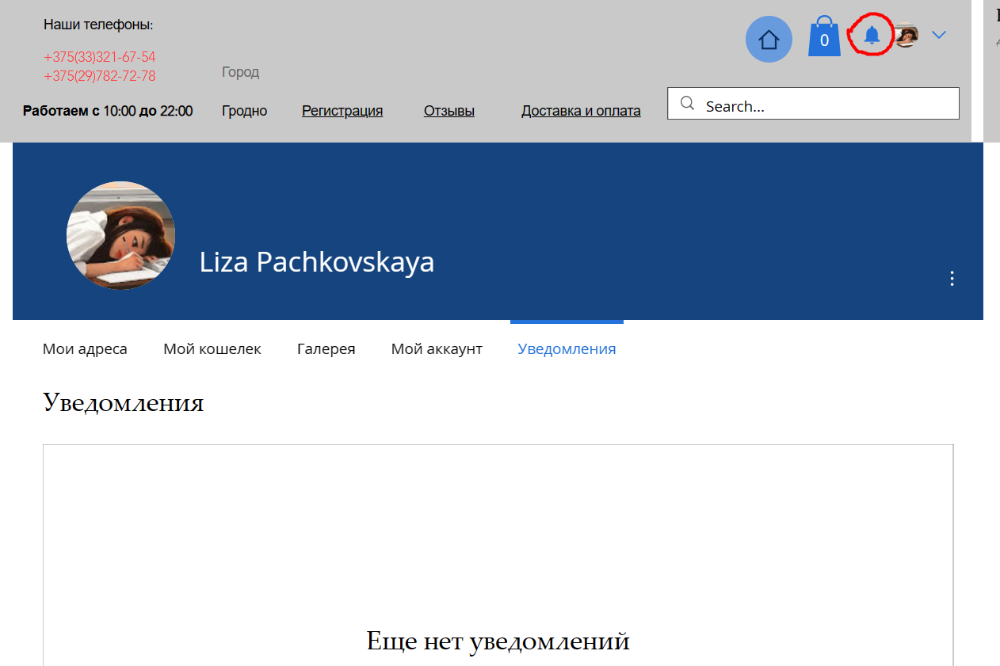 Наши телефоны:
+375(33)321-67-54
+375(29)782-72-78
Город
0
Работаем с 10:00 до 22:00
Гродно
Регистрация
Отзывы
Доставка и оплата
Search...
Liza Pachkovskaya
Мои адреса
Мой кошелек
Галерея
Мой аккаунт
Уведомления
Уведомления
Еще нет уведомлений